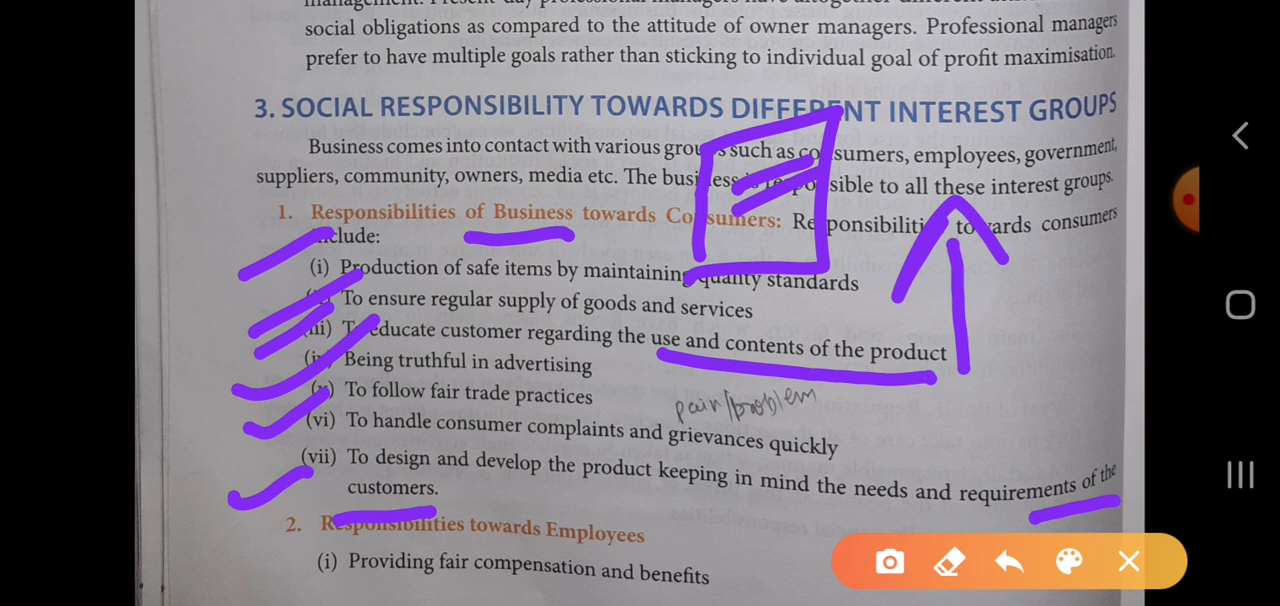 social obligations as compared to the attitude of owner managers. Professional managers
prefer to have multiple goals rather than sticking to individual goal of profit maximisation.
3. SOCIAL RESPONSIBILITY TOWARDS DIFFERENT INTEREST GROUPS
Business comes into contact with various groups such as consumers, employees, government,
suppliers, community, owners, media etc. The business is responsible to all these interest groups.
1. Responsibilities of Business towards Consumers: Responsibilities towards consumers
include:
(i) Production of safe items by maintaining quality standards
To ensure regular supply of goods and services
(iii) To educate customer regarding the use and contents of the product
(iv) Being truthful in advertising
(v) To follow fair trade practices
pain/problem
(vi) To handle consumer complaints and grievances quickly
(vii) To design and develop the product keeping in mind the needs and requirements of the
customers.
2. Responsibilities towards Employees
(i) Providing fair compensation and benefits